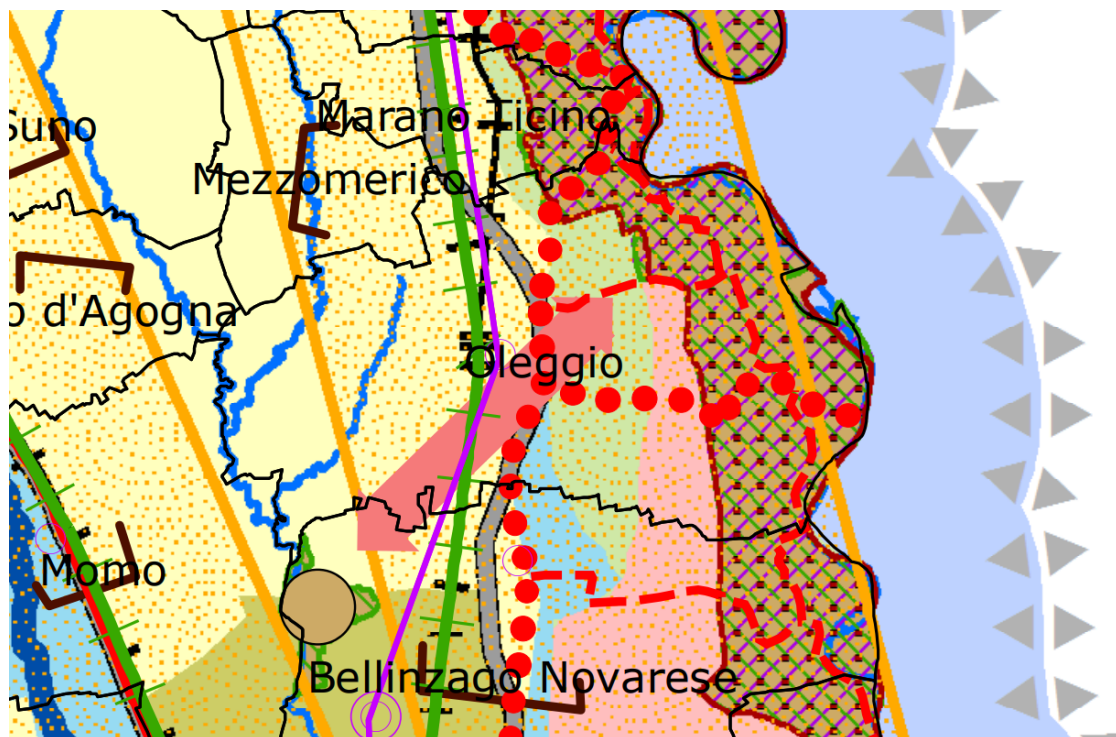 Marano Ticino
Suno
Mezzomerico
o d'Agogna
Oleggio
Momo
Bellinzago Novarese